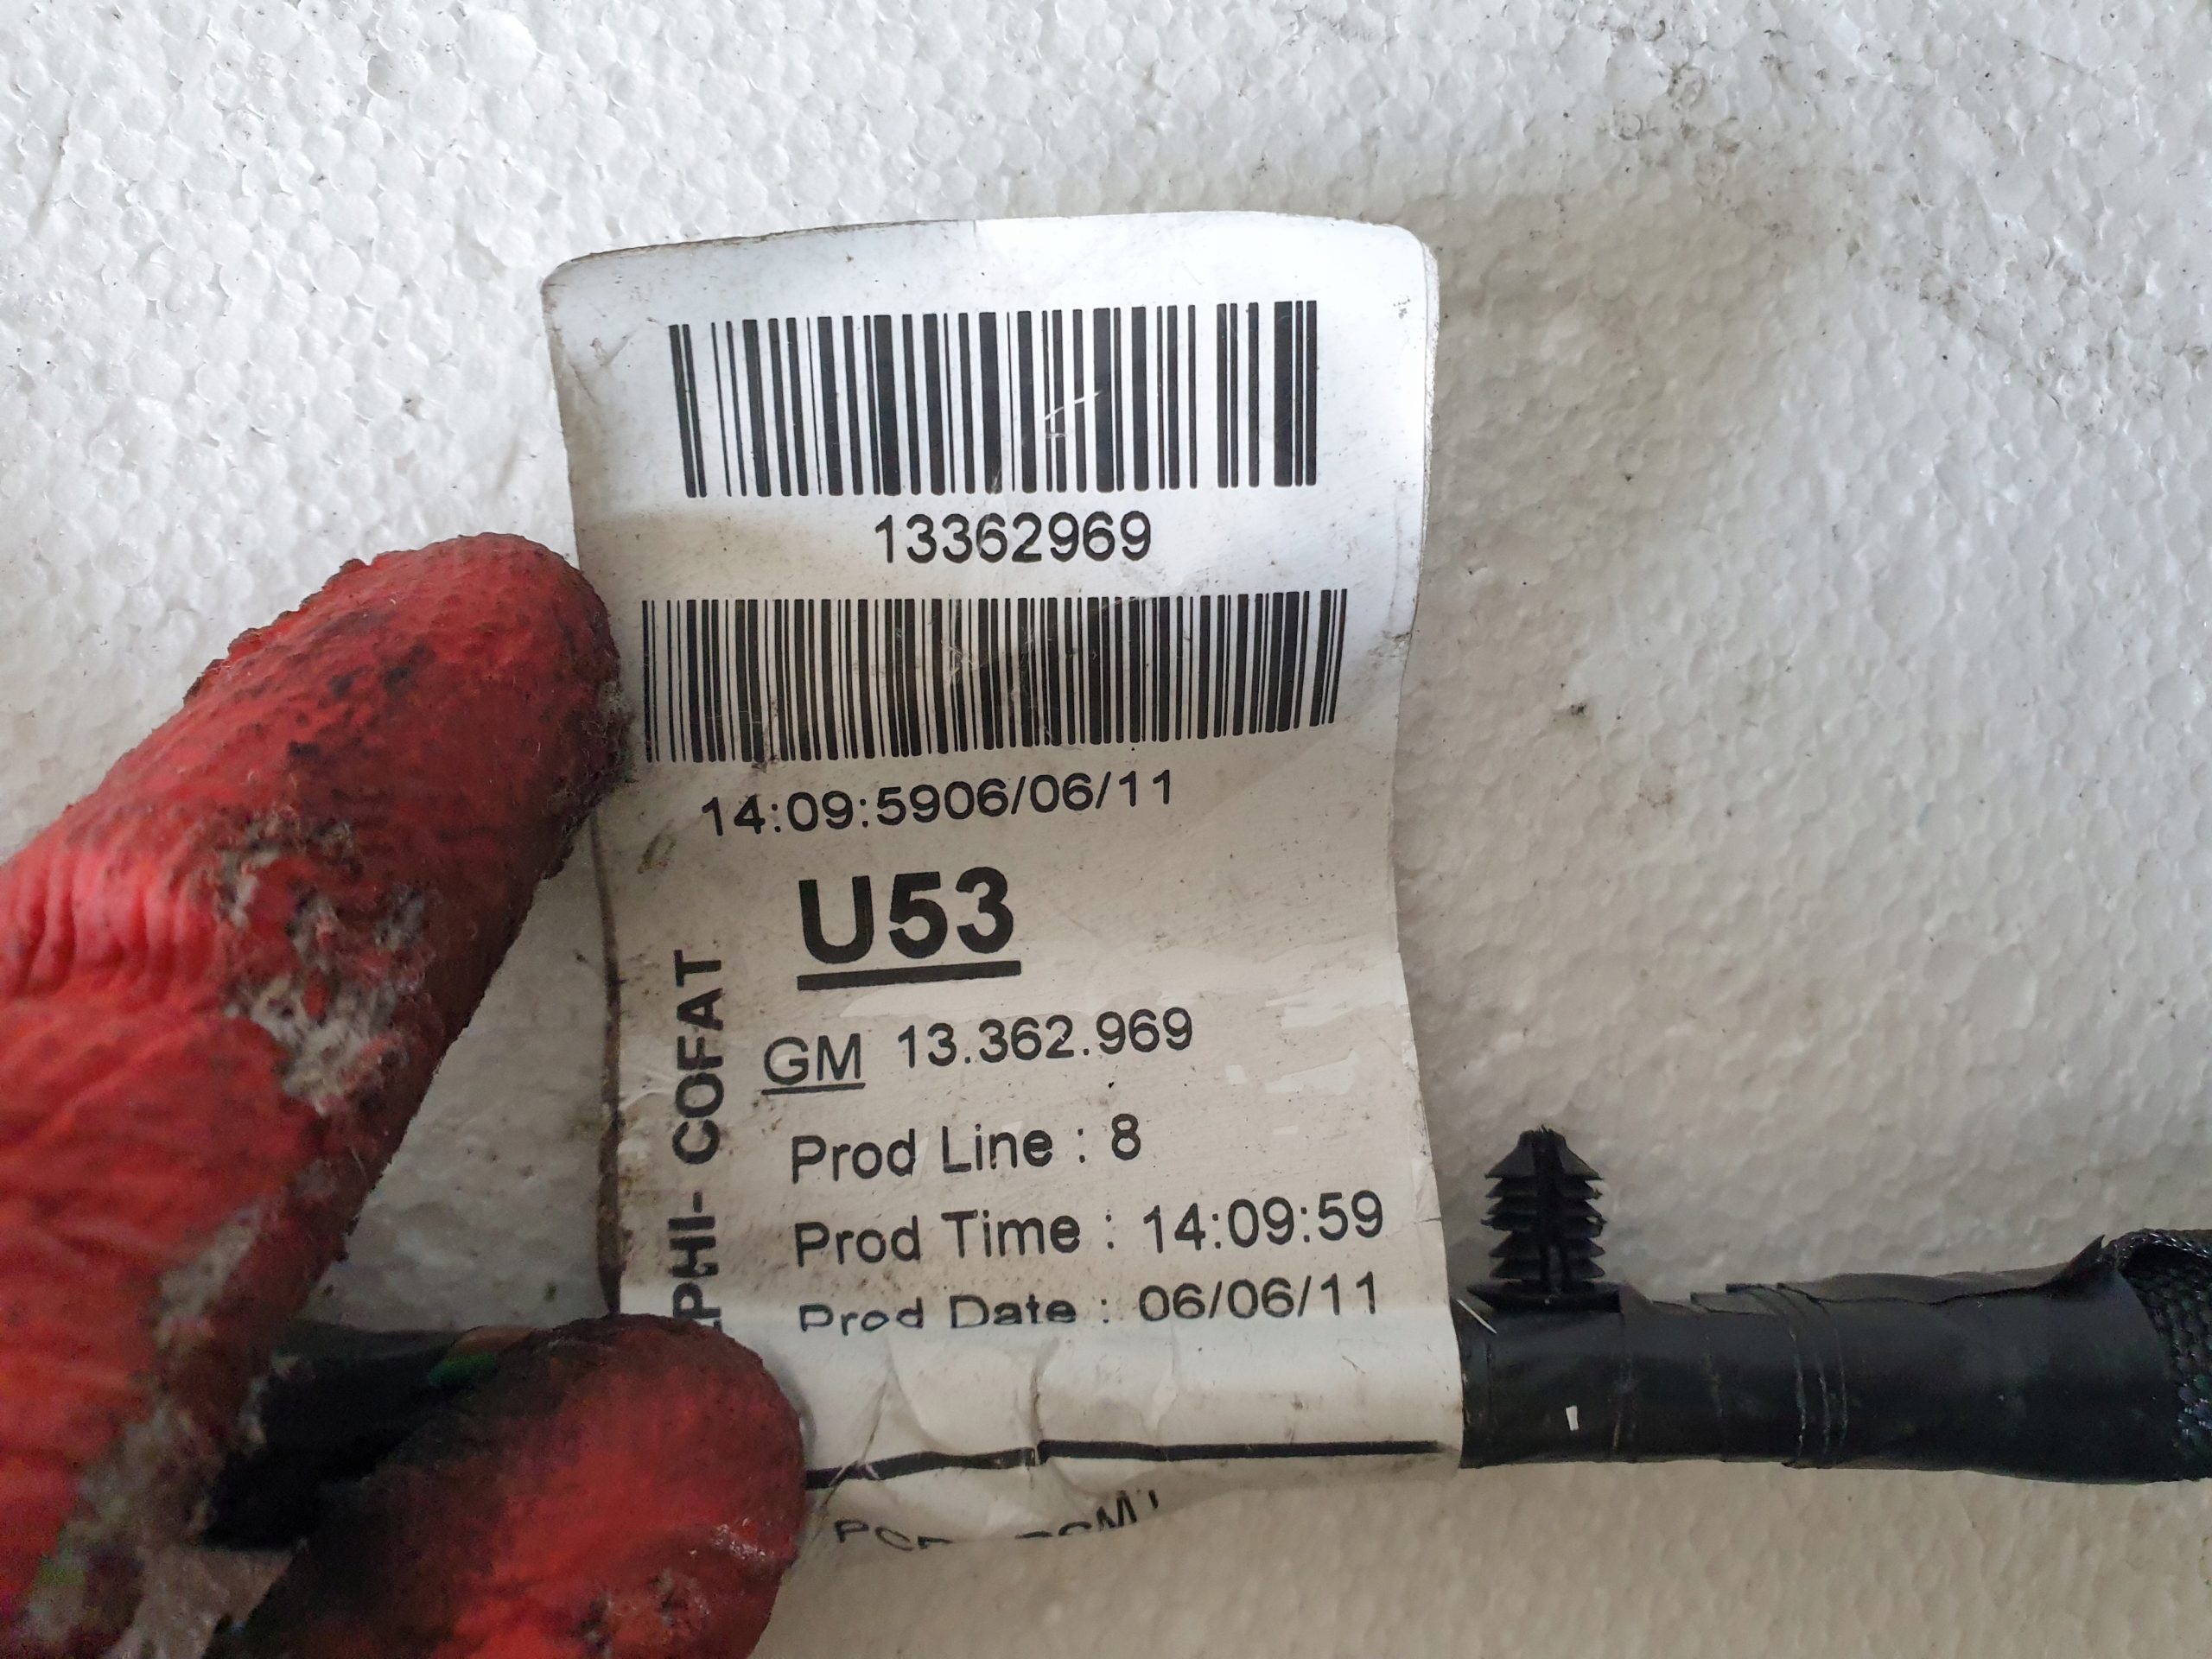 13362969
14:09:5906/06/11
U53
GM 13.362.969
Prod Line : 8
Prod Time : 14:09:59
Prod Date : 06/06/11
COFAT